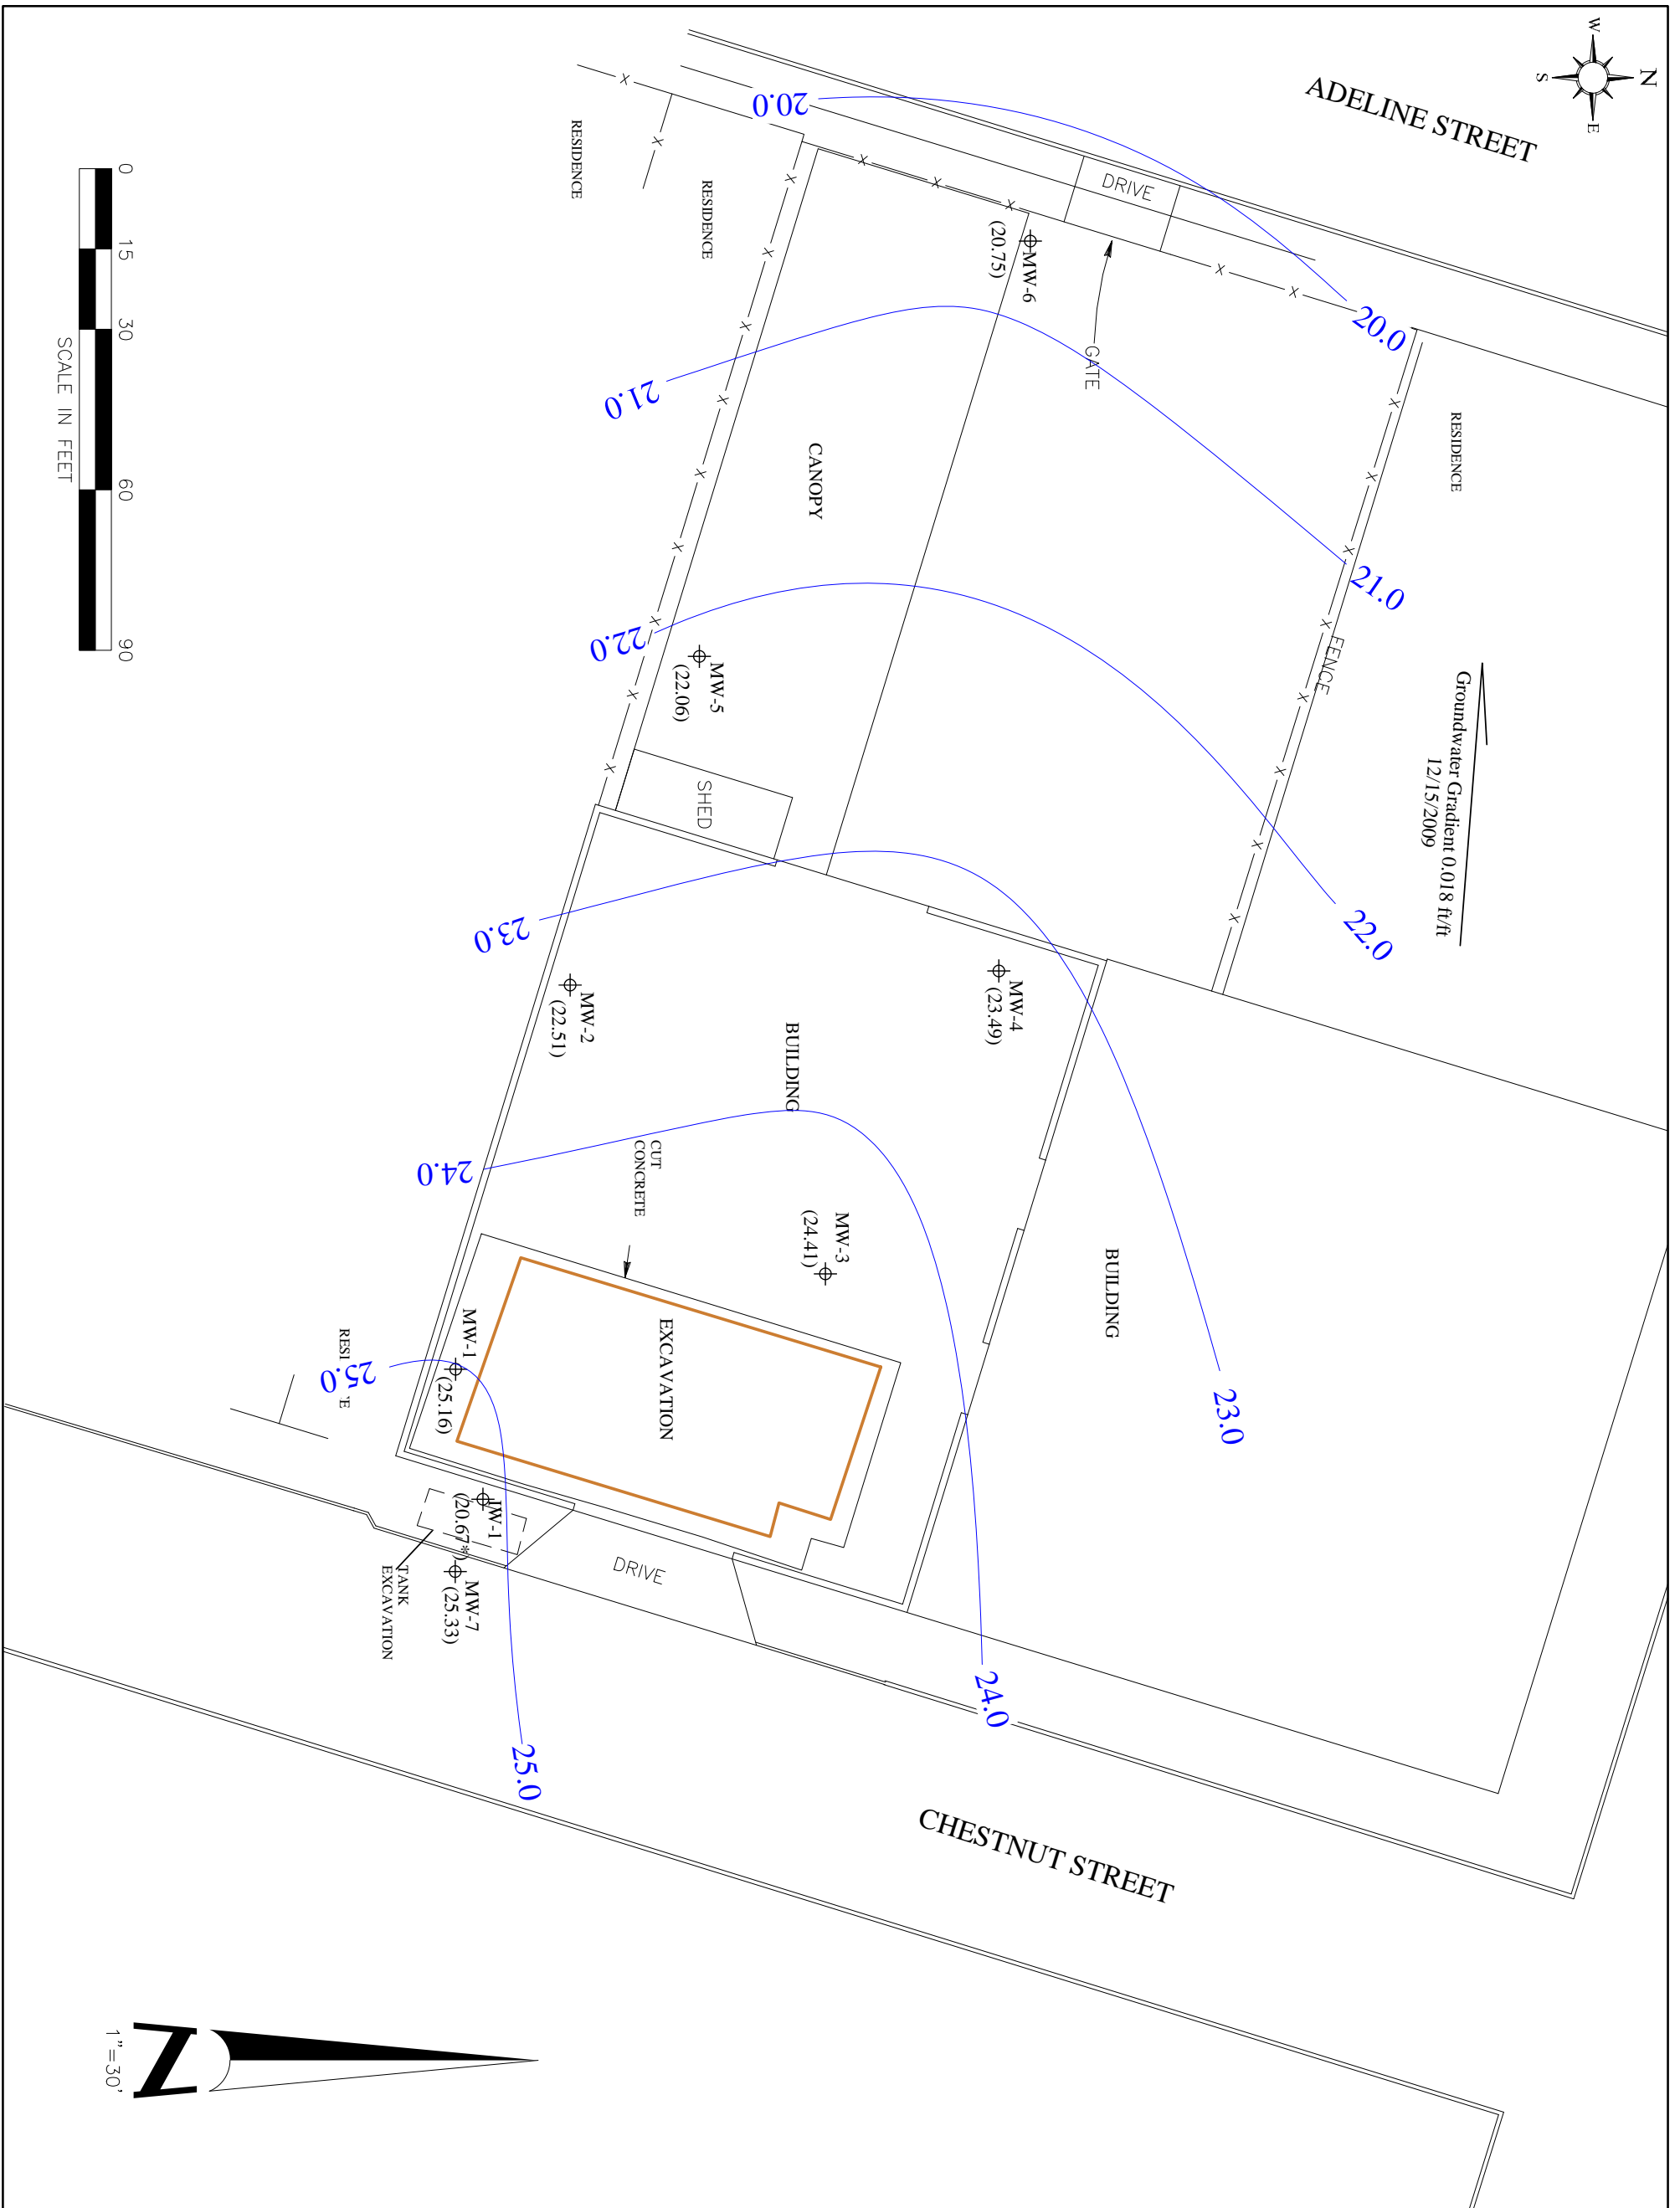 N
W
E
S
ADELINE STREET
20.0
20.0
DRIVE
RESIDENCE
RESIDENCE
RESIDENCE
MW-6
(20.75)
GATE
21.0
21.0
CANOPY
FENCE
Groundwater Gradient 0.018 ft/ft
12/15/2009
22.0
22.0
MW-5
(22.06)
SHED
23.0
23.0
MW-2
(22.51)
MW-4
(23.49)
BUILDING
BUILDING
24.0
24.0
CUT
CONCRETE
MW-3
(24.41)
EXCAVATION
MW-1
(25.16)
25.0
25.0
IW-1
(20.67*)
MW-7
(25.33)
TANK
EXCAVATION
DRIVE
CHESTNUT STREET
0
15
30
60
90
SCALE IN FEET
N
1"=30'